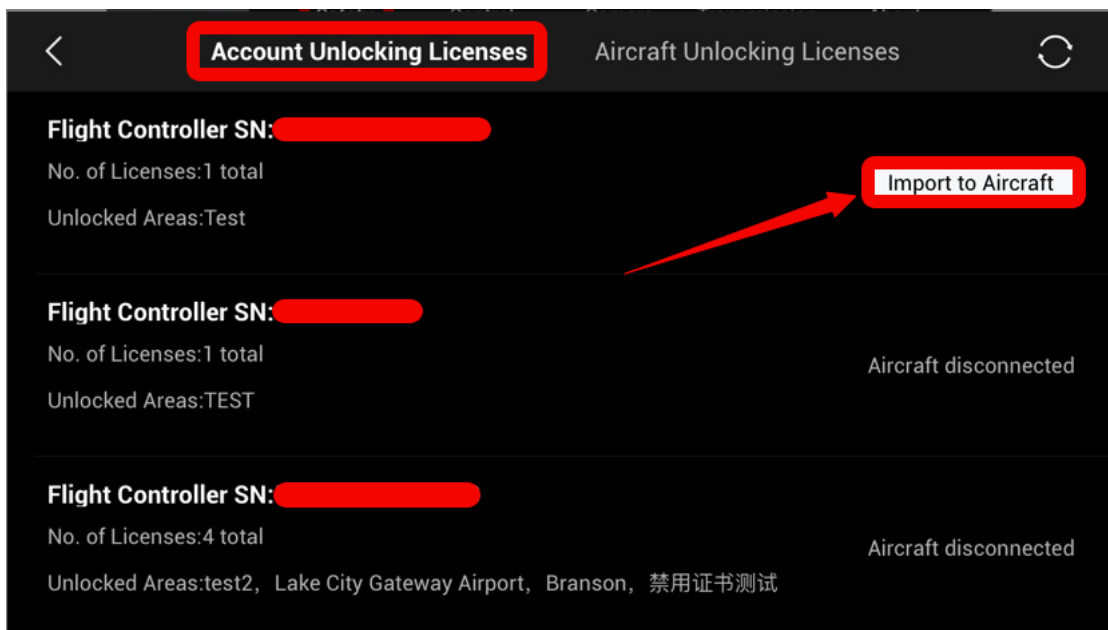 Account Unlocking Licenses
Aircraft Unlocking Licenses
Flight Controller SN:
No. of Licenses:1 total
Unlocked Areas:Test
Import to Aircraft
Flight Controller SN:
No. of Licenses:1 total
Unlocked Areas:TEST
Aircraft disconnected
Flight Controller SN:
No. of Licenses:4 total
Unlocked Areas:test2，Lake City Gateway Airport，Branson，禁用证书测试
Aircraft disconnected